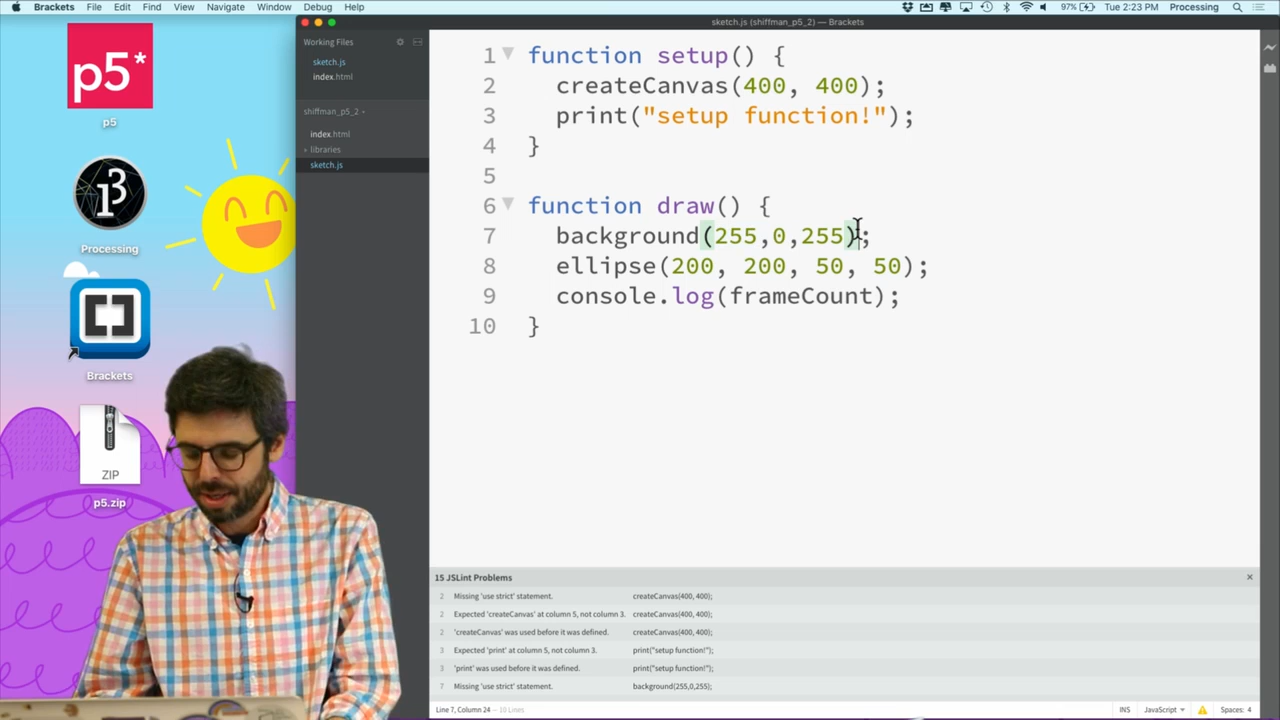 Brackets File Edit Find View Navigate Window Debug Help 97% Tue 2:23 PM Processing
sketch.js (shiffman_p5_2) — Brackets
p5*
p5
Processing
Brackets
ZIP
p5.zip
Working Files
sketch.js
index.html
shiffman_p5_2
index.html
libraries
sketch.js
1 function setup() {
2 createCanvas(400, 400);
3 print("setup function!");
4 }
5
6 function draw() {
7 background(255,0,255);
8 ellipse(200, 200, 50, 50);
9 console.log(frameCount);
10 }
15 JSLint Problems
2 Missing 'use strict' statement. createCanvas(400, 400);
2 Expected 'createCanvas' at column 5, not column 3. createCanvas(400, 400);
2 'createCanvas' was used before it was defined. createCanvas(400, 400);
3 Expected 'print' at column 5, not column 3. print("setup function!");
3 'print' was used before it was defined. print("setup function!");
7 Missing 'use strict' statement. background(255,0,255);
Line 7, Column 24 — 10 Lines
INS JavaScript Spaces: 4